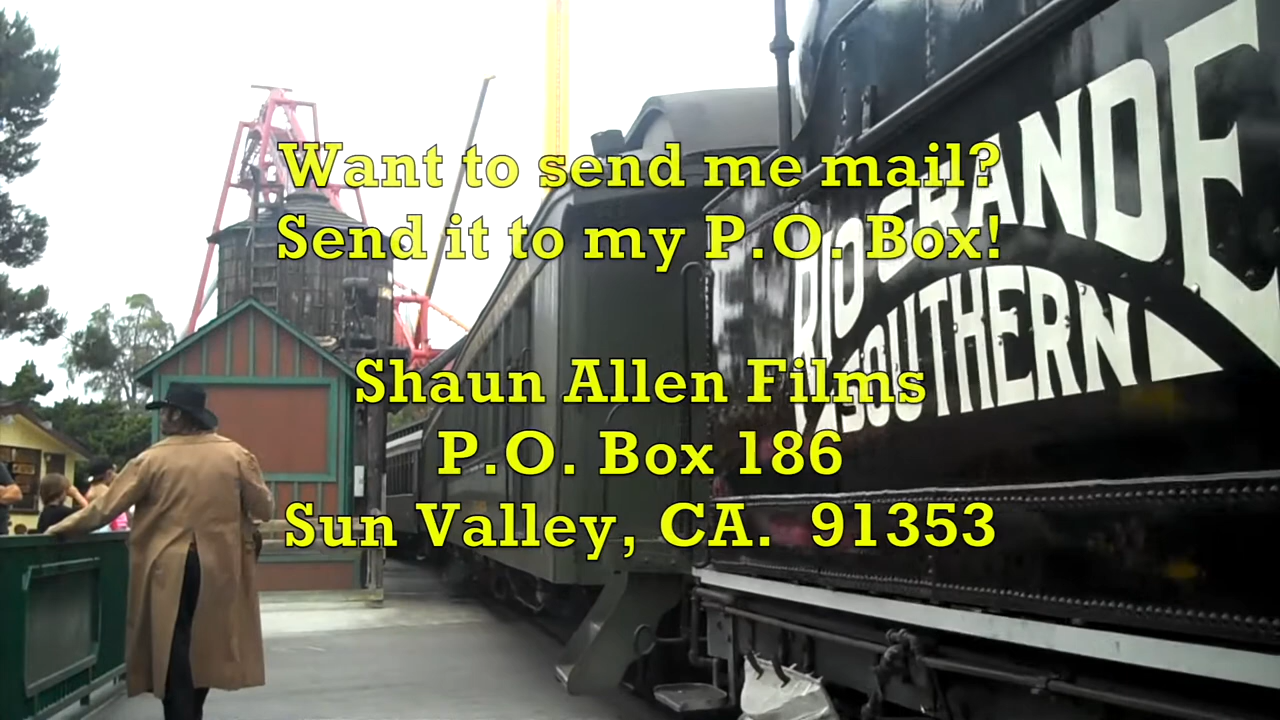 Want to send me mail?
Send it to my P.O. Box!
Shaun Allen Films
P.O. Box 186
Sun Valley, CA.  91353
RIO GRANDE
SOUTHERN